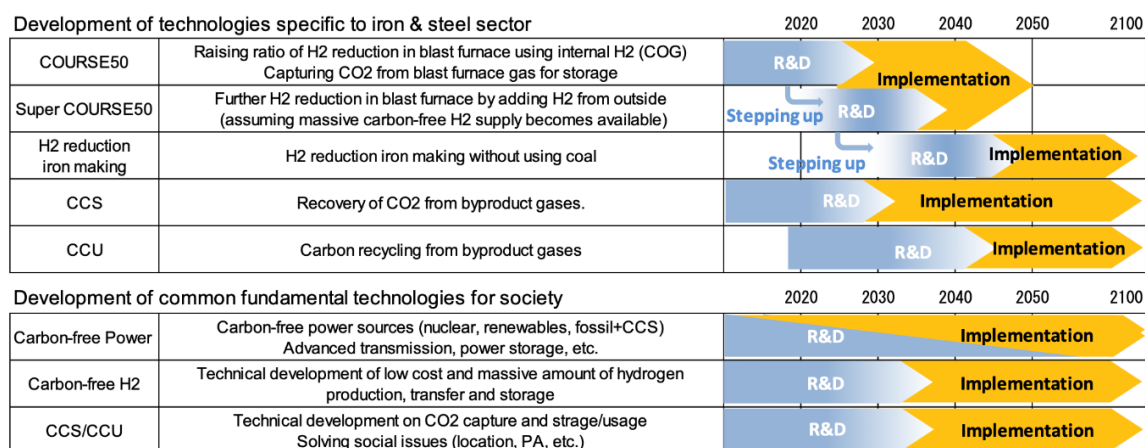 Development of technologies specific to iron & steel sector
2020 2030 2040 2050 2100
COURSE50
Raising ratio of H2 reduction in blast furnace using internal H2 (COG)
Capturing CO2 from blast furnace gas for storage
R&D
Implementation
Super COURSE50
Further H2 reduction in blast furnace by adding H2 from outside
(assuming massive carbon-free H2 supply becomes available)
Stepping up
R&D
H2 reduction
iron making
H2 reduction iron making without using coal
Stepping up
R&D
Implementation
CCS
Recovery of CO2 from byproduct gases.
R&D
Implementation
CCU
Carbon recycling from byproduct gases
R&D
Implementation
Development of common fundamental technologies for society
2020 2030 2040 2050 2100
Carbon-free Power
Carbon-free power sources (nuclear, renewables, fossil+CCS)
Advanced transmission, power storage, etc.
R&D
Implementation
Carbon-free H2
Technical development of low cost and massive amount of hydrogen
production, transfer and storage
R&D
Implementation
CCS/CCU
Technical development on CO2 capture and strage/usage
Solving social issues (location, PA, etc.)
R&D
Implementation